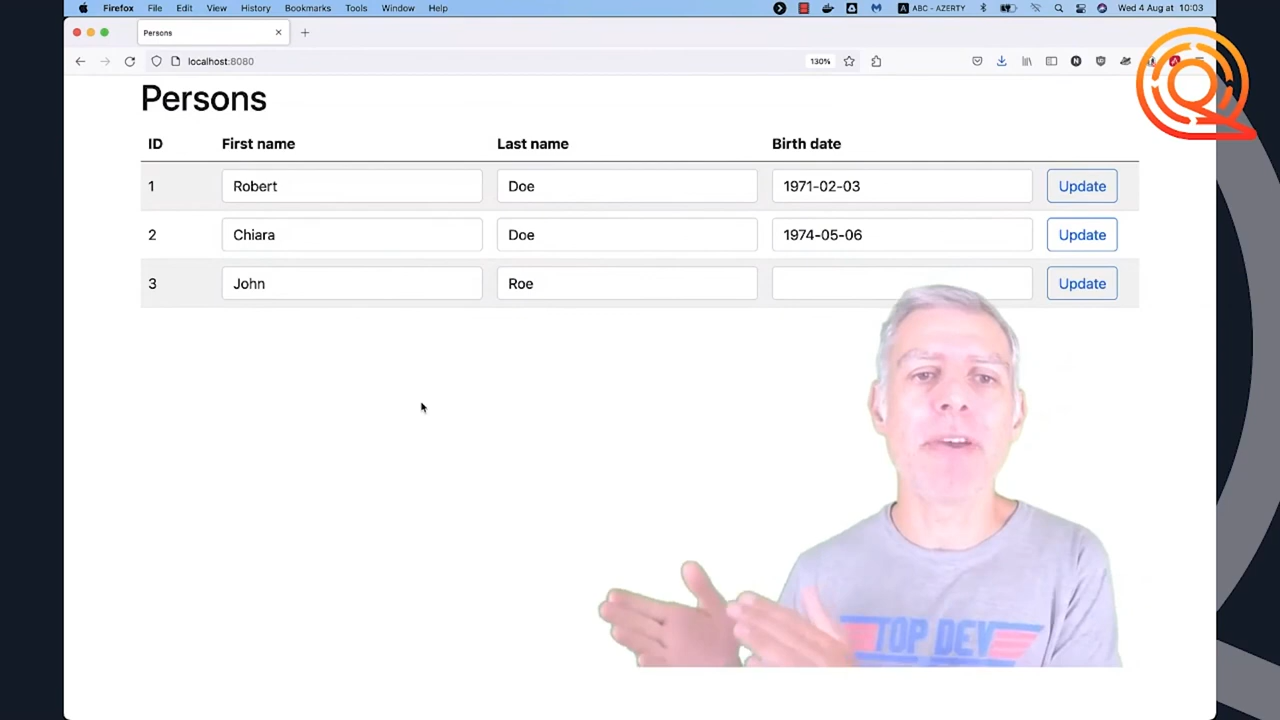 Firefox File Edit View History Bookmarks Tools Window Help ABC - AZERTY Wed 4 Aug at 10:03
Persons
localhost:8080 130%
Persons
ID First name Last name Birth date
1 Robert Doe 1971-02-03 Update
2 Chiara Doe 1974-05-06 Update
3 John Roe Update
TOP DEV